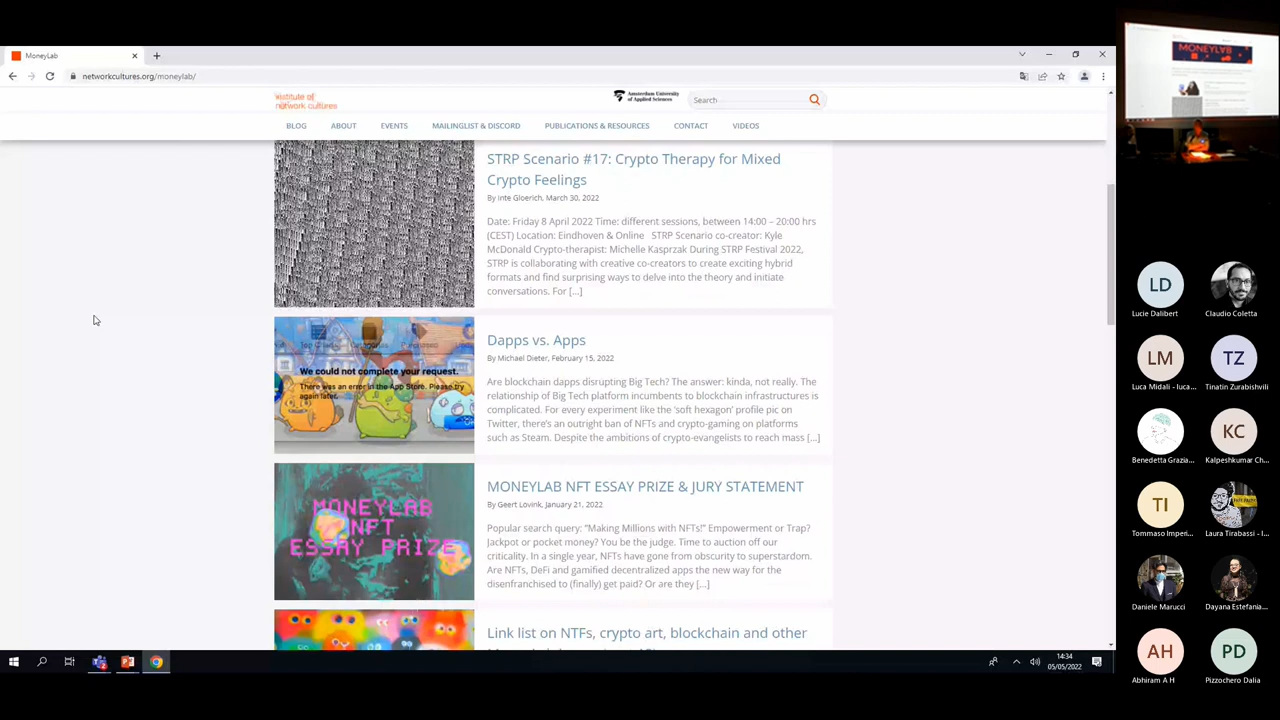 MoneyLab
networkcultures.org/moneylab/
institute of
network cultures
Amsterdam University
of Applied Sciences
Search
BLOG
ABOUT
EVENTS
MAILINGLIST & DISCORD
PUBLICATIONS & RESOURCES
CONTACT
VIDEOS
STRP Scenario #17: Crypto Therapy for Mixed
Crypto Feelings
By Inte Gloerich, March 30, 2022
Date: Friday 8 April 2022 Time: different sessions, between 14:00 – 20:00 hrs
(CEST) Location: Eindhoven & Online STRP Scenario co-creator: Kyle
McDonald Crypto-therapist: Michelle Kasprzak During STRP Festival 2022,
STRP is collaborating with creative co-creators to create exciting hybrid
formats and find surprising ways to delve into the theory and initiate
conversations. For [...]
We could not complete your request.
There was an error in the App Store. Please try
again later.
Dapps vs. Apps
By Michael Dieter, February 15, 2022
Are blockchain dapps disrupting Big Tech? The answer: kinda, not really. The
relationship of Big Tech platform incumbents to blockchain infrastructures is
complicated. For every experiment like the ‘soft hexagon’ profile pic on
Twitter, there’s an outright ban of NFTs and crypto-gaming on platforms
such as Steam. Despite the ambitions of crypto-evangelists to reach mass [...]
MONEYLAB
NFT
ESSAY PRIZE
MONEYLAB NFT ESSAY PRIZE & JURY STATEMENT
By Geert Lovink, January 21, 2022
Popular search query: “Making Millions with NFTs!” Empowerment or Trap?
Jackpot or pocket money? You be the judge. Time to auction off our
criticality. In a single year, NFTs have gone from obscurity to superstardom.
Are NFTs, DeFi and gamified decentralized apps the new way for the
disenfranchised to (finally) get paid? Or are they [...]
Link list on NTFs, crypto art, blockchain and other
14:34
05/05/2022
MONEYLAB
LD
Lucie Dalibert
Claudio Coletta
LM
Luca Midali - luca...
TZ
Tinatin Zurabishvili
Benedetta Grazia...
KC
Kalpeshkumar Ch...
TI
Tommaso Imperi...
Laura Tirabassi - I...
Daniele Marucci
Dayana Estefania...
AH
Abhiram A H
PD
Pizzochero Dalia